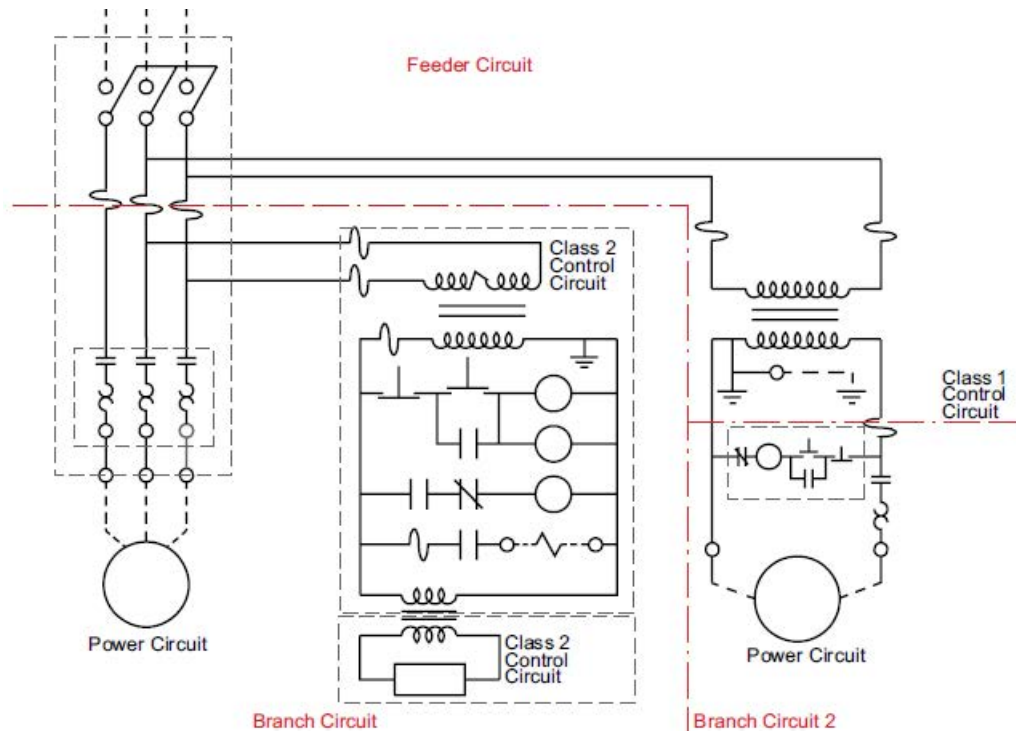 Feeder Circuit
Class 2
Control
Circuit
Class 1
Control
Circuit
Power Circuit
Class 2
Control
Circuit
Power Circuit
Branch Circuit
Branch Circuit 2